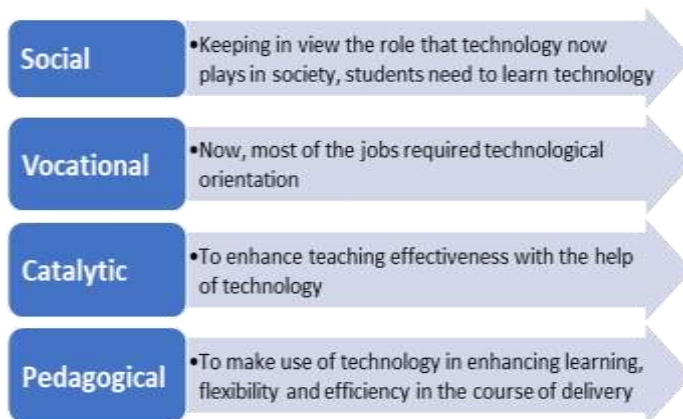 Social
•Keeping in view the role that technology now
plays in society, students need to learn technology
Vocational
•Now, most of the jobs required technological
orientation
Catalytic
•To enhance teaching effectiveness with the help
of technology
Pedagogical
•To make use of technology in enhancing learning,
flexibility and efficiency in the course of delivery